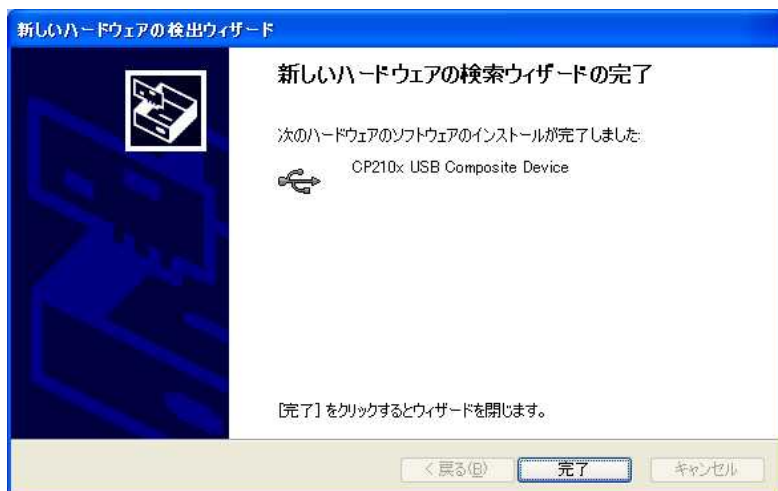 新しいハードウェアの検出ウィザード
新しいハードウェアの検索ウィザードの完了
次のハードウェアのソフトウェアのインストールが完了しました:
CP210x USB Composite Device
[完了] をクリックするとウィザードを閉じます。
< 戻る(B)
完了
キャンセル